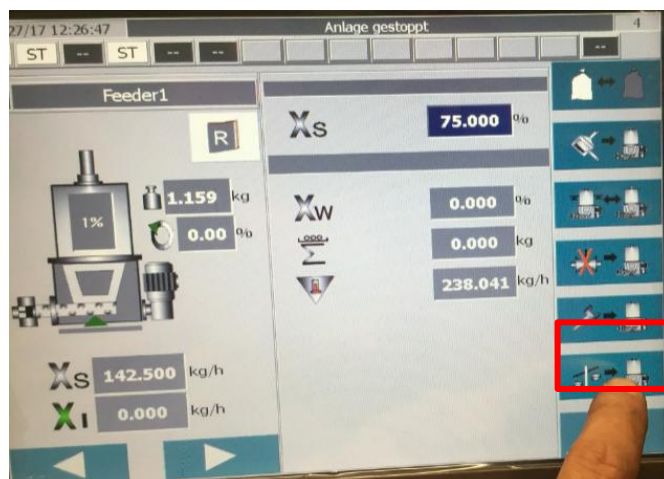 27/17 12:26:47 Anlage gestoppt 4
ST -- ST -- -- --
Feeder1
R
1.159 kg
1%
0.00 %
XS 142.500 kg/h
XI 0.000 kg/h
XS 75.000 %
XW 0.000 %
000
Σ 0.000 kg
238.041 kg/h